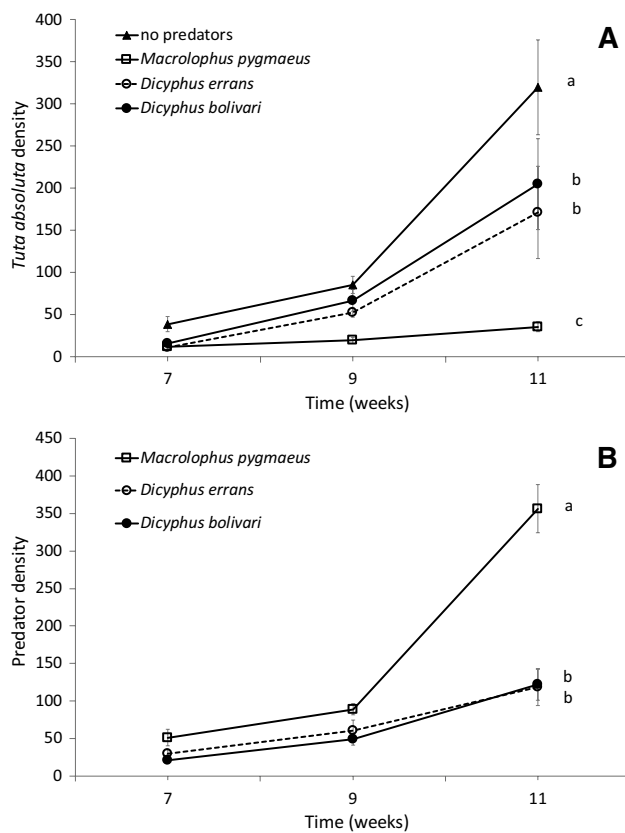 A
no predators
Macrolophus pygmaeus
Dicyphus errans
Dicyphus bolivari
Tuta absoluta density
400
350
300
250
200
150
100
50
0
a
b
b
c
7 9 11
Time (weeks)
B
Macrolophus pygmaeus
Dicyphus errans
Dicyphus bolivari
Predator density
450
400
350
300
250
200
150
100
50
0
a
b
b
7 9 11
Time (weeks)